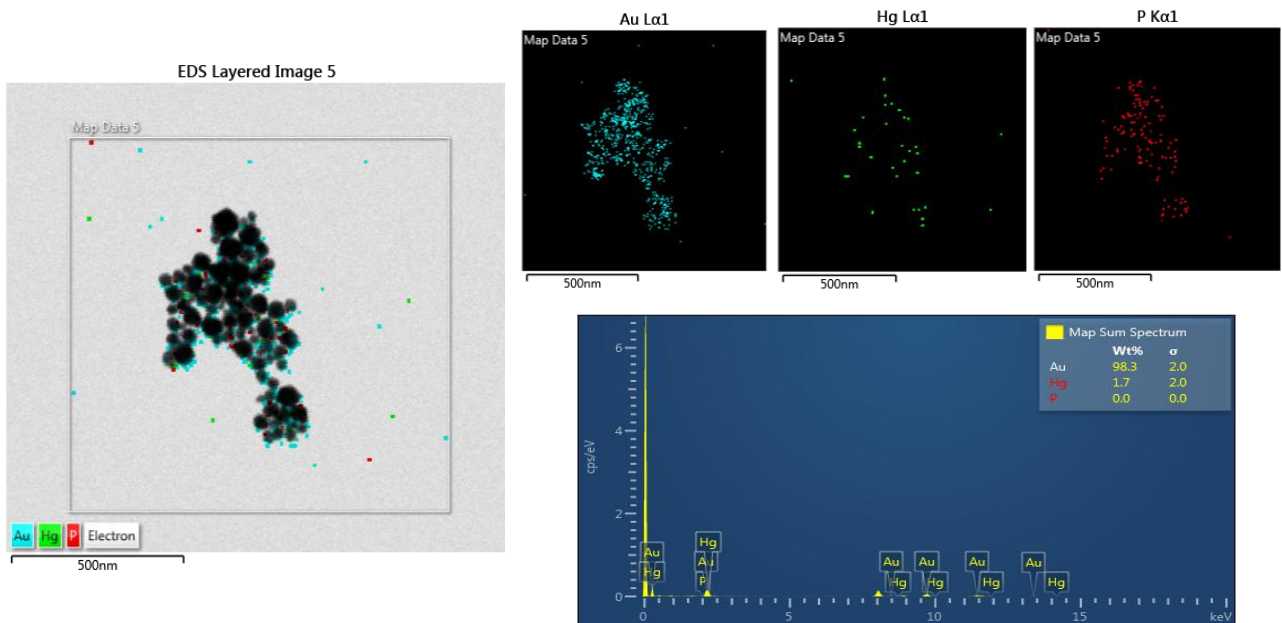 EDS Layered Image 5
Map Data 5
Au Hg P Electron
500nm
Au Lα1
Map Data 5
500nm
Hg Lα1
Map Data 5
500nm
P Kα1
Map Data 5
500nm
Map Sum Spectrum
Wt% σ
Au 98.3 2.0
Hg 1.7 2.0
P 0.0 0.0
cps/eV
6
4
2
0
Hg
Au Au Au Au Au Au
Hg P Hg Hg Hg Hg
0 5 10 15 keV